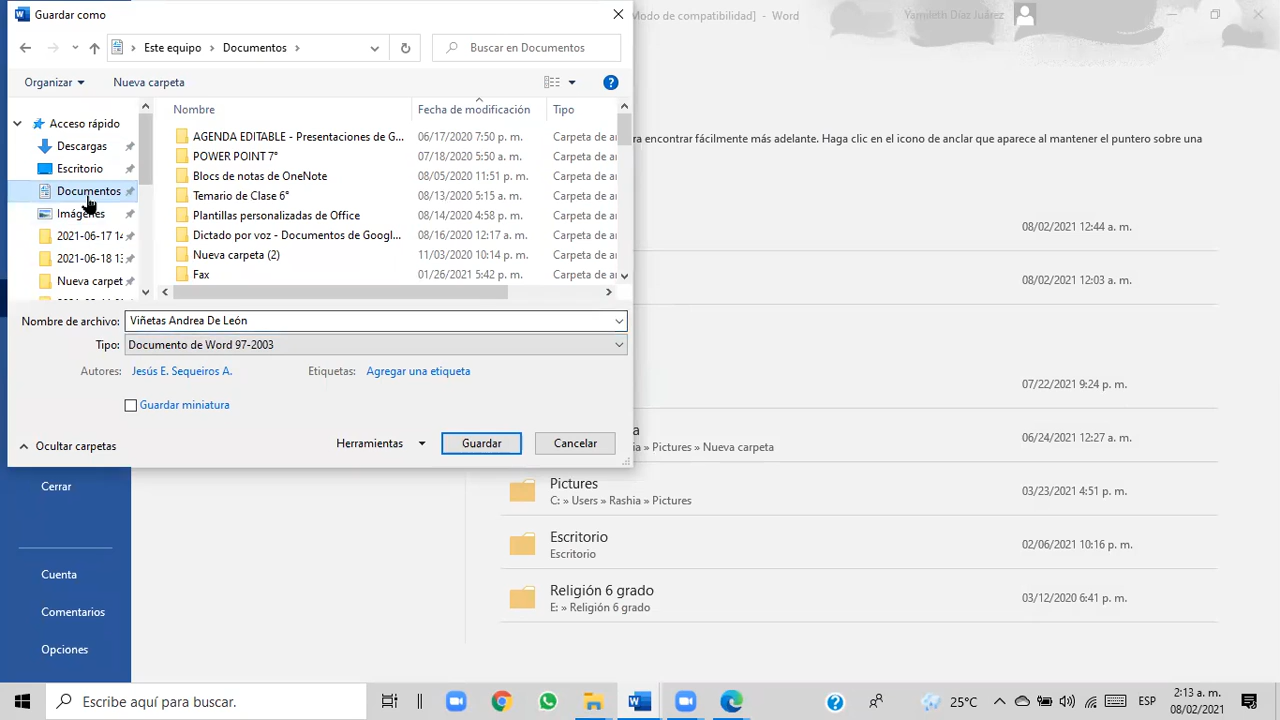 Guardar como
Modo de compatibilidad] - Word
Yamileth Díaz Juárez
Este equipo > Documentos >
Buscar en Documentos
Organizar
Nueva carpeta
Nombre
Fecha de modificación
Tipo
Acceso rápido
Descargas
Escritorio
Documentos
Imágenes
2021-06-17 14
2021-06-18 13
Nueva carpet
AGENDA EDITABLE - Presentaciones de G... 06/17/2020 7:50 p. m. Carpeta de ar
POWER POINT 7° 07/18/2020 5:50 a. m. Carpeta de ar
Blocs de notas de OneNote 08/05/2020 11:51 p. m. Carpeta de ar
Temario de Clase 6° 08/13/2020 5:15 a. m. Carpeta de ar
Plantillas personalizadas de Office 08/14/2020 4:58 p. m. Carpeta de ar
Dictado por voz - Documentos de Googl... 08/16/2020 12:17 a. m. Carpeta de ar
Nueva carpeta (2) 11/03/2020 10:14 p. m. Carpeta de ar
Fax 01/26/2021 5:42 p. m. Carpeta de ar
Nombre de archivo: Viñetas Andrea De León
Tipo: Documento de Word 97-2003
Autores: Jesús E. Sequeiros A.
Etiquetas: Agregar una etiqueta
Guardar miniatura
Ocultar carpetas
Herramientas
Guardar
Cancelar
ra encontrar fácilmente más adelante. Haga clic en el icono de anclar que aparece al mantener el puntero sobre una
08/02/2021 12:44 a. m.
08/02/2021 12:03 a. m.
07/22/2021 9:24 p. m.
a
ia » Pictures » Nueva carpeta
06/24/2021 12:27 a. m.
Pictures
C: » Users » Rashia » Pictures
03/23/2021 4:51 p. m.
Escritorio
Escritorio
02/06/2021 10:16 p. m.
Religión 6 grado
E: » Religión 6 grado
03/12/2020 6:41 p. m.
Cerrar
Cuenta
Comentarios
Opciones
Escribe aquí para buscar.
25°C
ESP
2:13 a. m.
08/02/2021